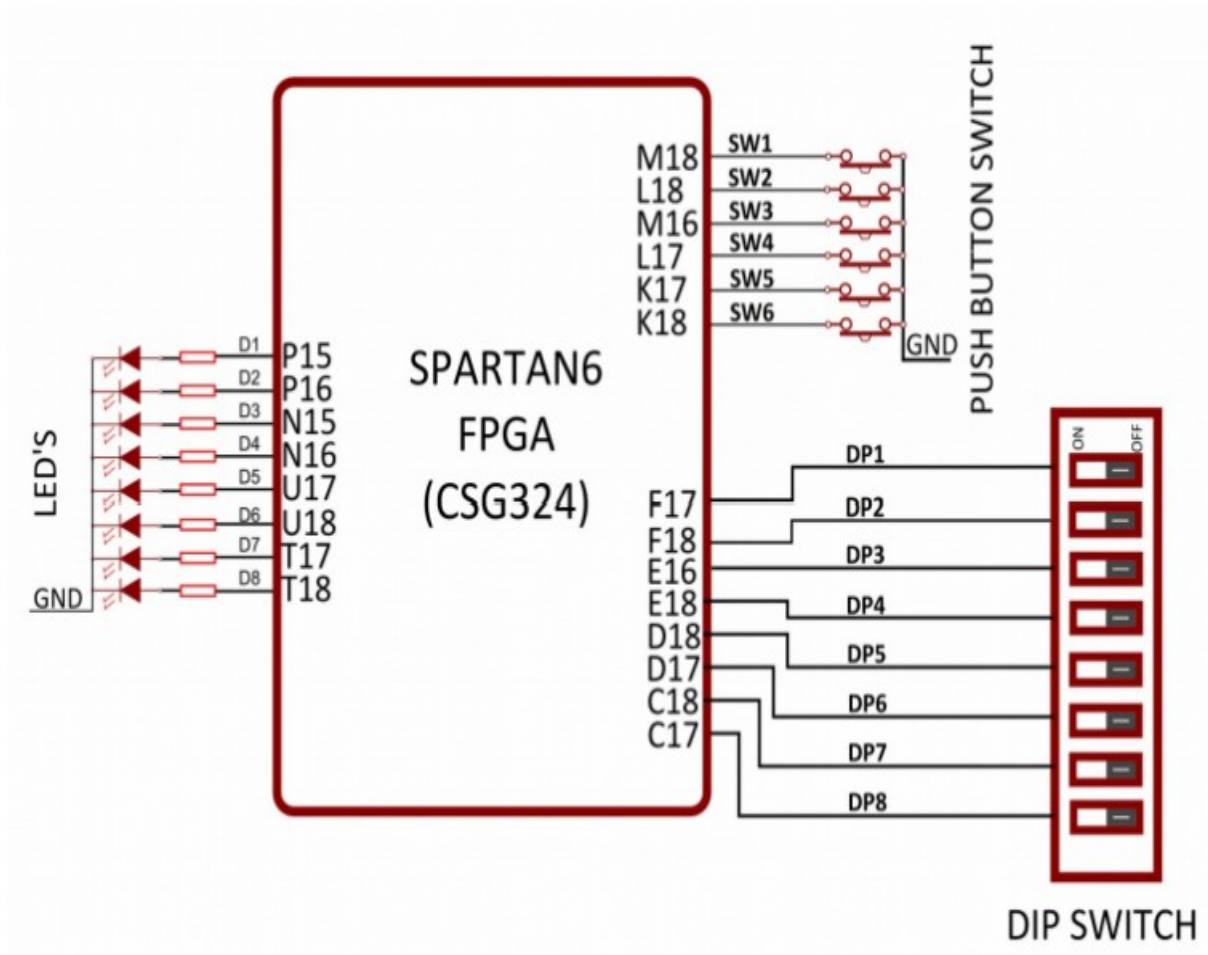 PUSH BUTTON SWITCH
M18 SW1
L18 SW2
M16 SW3
L17 SW4
K17 SW5
K18 SW6
GND
LED'S
D1 P15
D2 P16
D3 N15
D4 N16
D5 U17
D6 U18
D7 T17
D8 T18
GND
SPARTAN6
FPGA
(CSG324)
ON OFF
F17 DP1
F18 DP2
E16 DP3
E18 DP4
D18 DP5
D17 DP6
C18 DP7
C17 DP8
DIP SWITCH